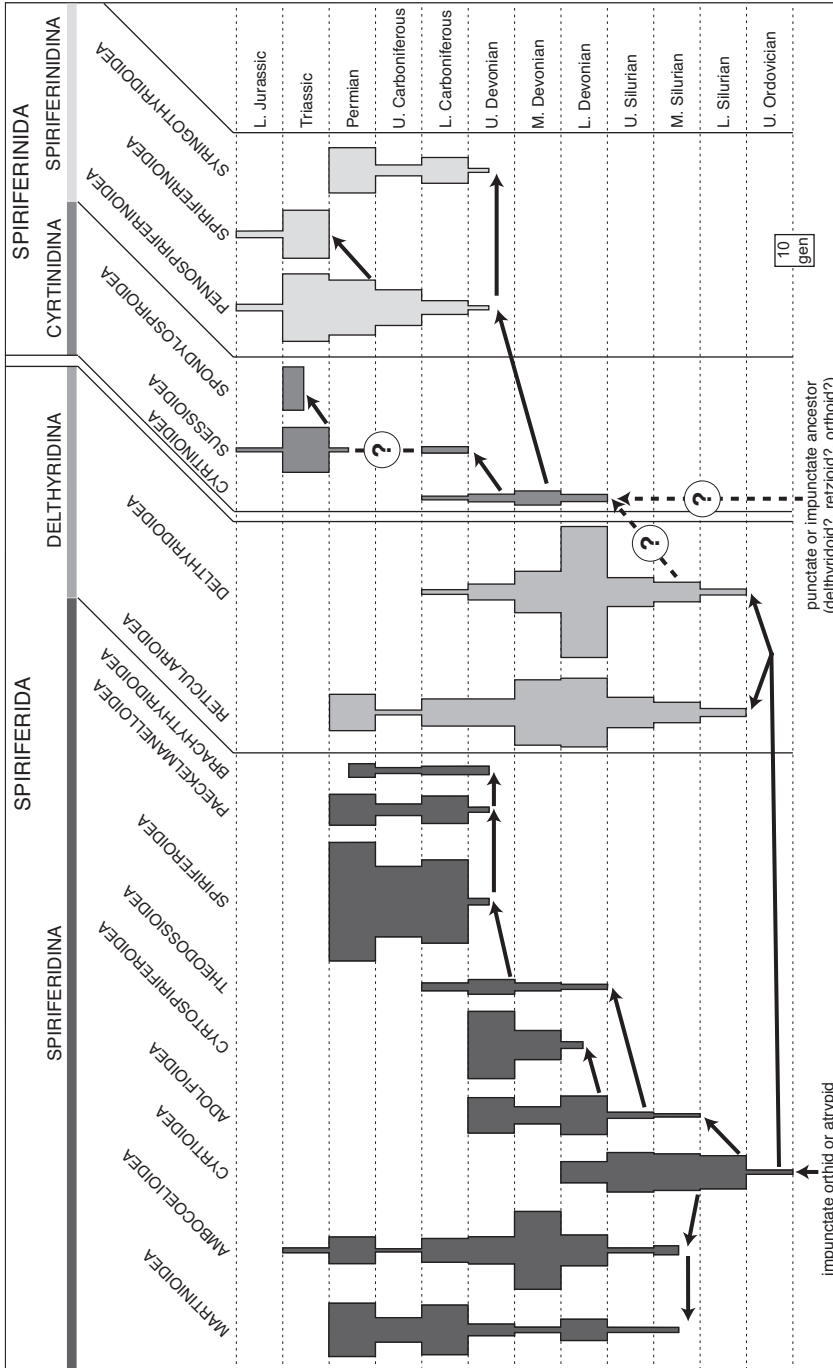 SPIRIFERIDA
SPIRIFERINIDA
SPIRIFERIDINA
DELTHYRIDINA
CYRTINIDINA
SPIRIFERINIDINA
MARTINIOIDEA
AMBOCOELIOIDEA
CYRTIOIDEA
ADOLFIOIDEA
CYRTOSPIRIFEROIDEA
THEODOSSIOIDEA
SPIRIFEROIDEA
PAECKELMANELLOIDEA
BRACHYTHYRIDOIDEA
RETICULARIOIDEA
DELTHYRIDOIDEA
CYRTINOIDEA
SUESSIOIDEA
SPONDYLOSPIROIDEA
PENNOSPIRIFERINOIDEA
SPIRIFERINOIDEA
SYRINGOTHYRIDOIDEA
L. Jurassic
Triassic
Permian
U. Carboniferous
L. Carboniferous
U. Devonian
M. Devonian
L. Devonian
U. Silurian
M. Silurian
L. Silurian
U. Ordovician
?
?
?
10
gen
impunctate orthid or atrypid
punctate or impunctate ancestor
(delthyridoid?, retzioid?, orthoid?)